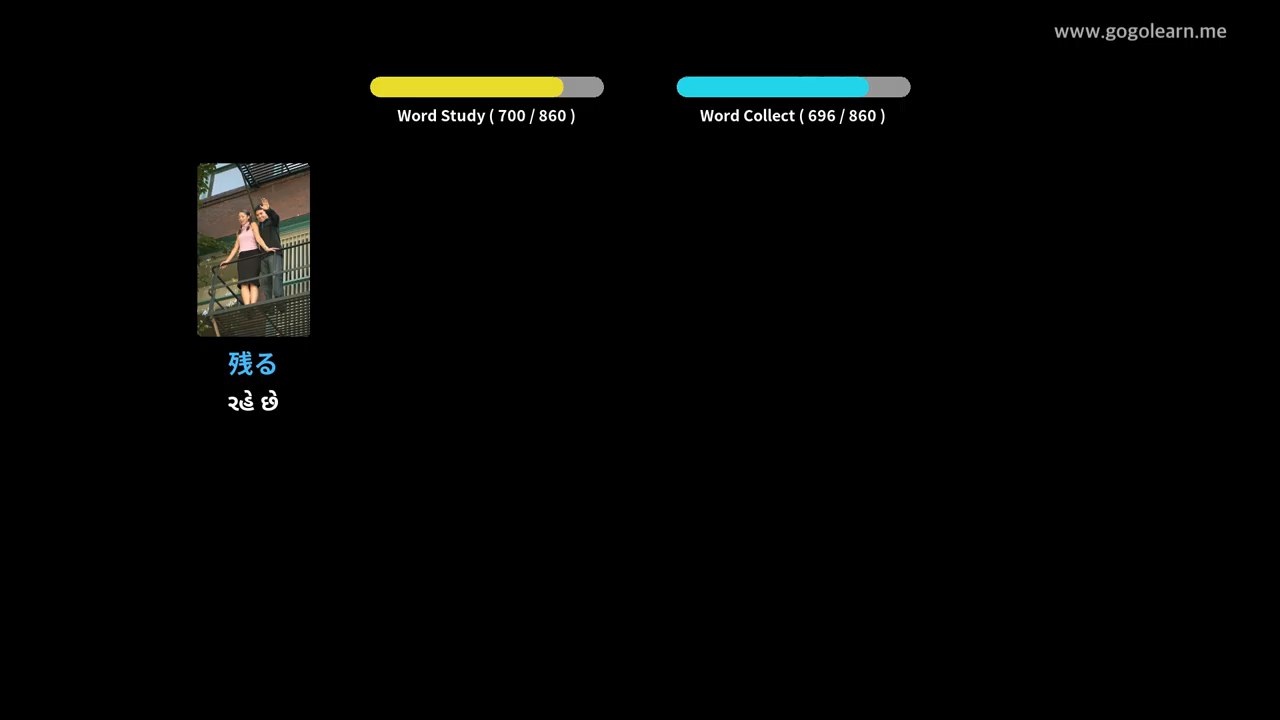 www.gogolearn.me
Word Study ( 700 / 860 )
Word Collect ( 696 / 860 )
残る
રહે છે